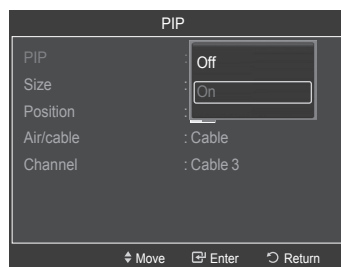 PIP
PIP :
Off
Size :
On
Position :
Air/cable : Cable
Channel : Cable 3
Move Enter Return